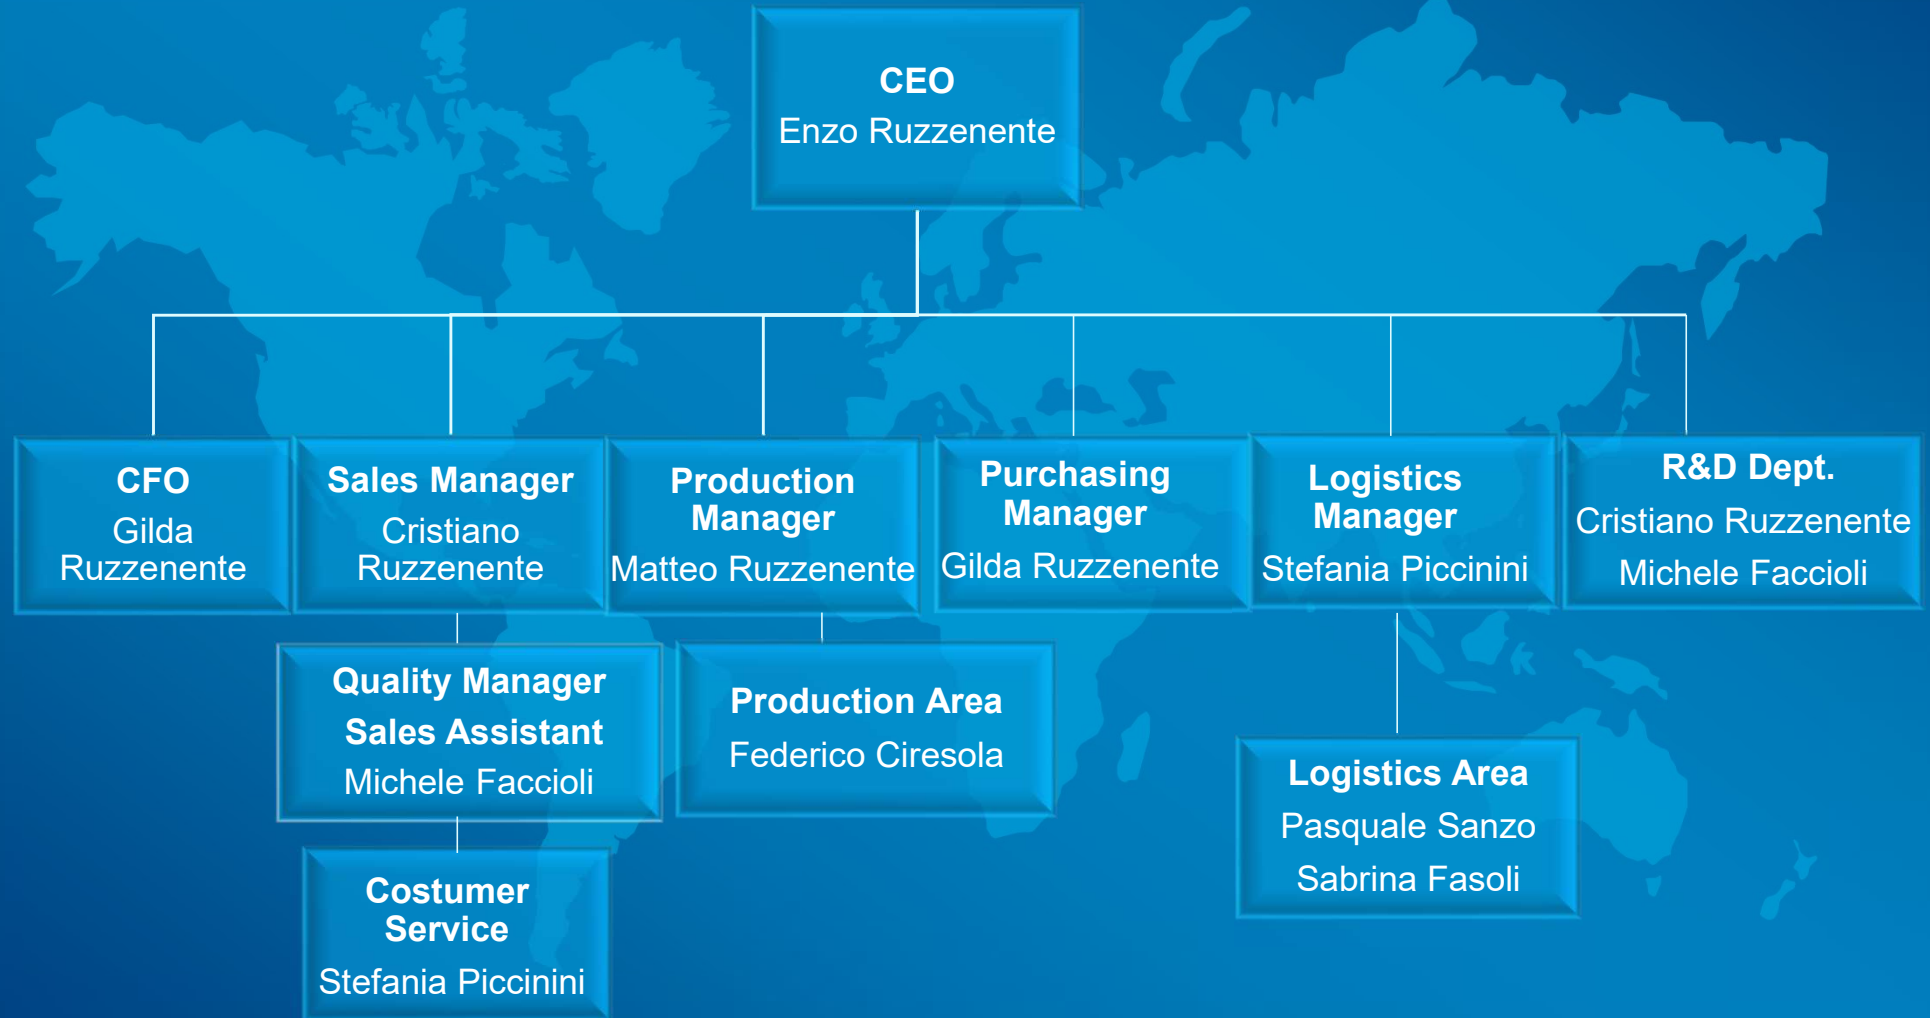 CEO
Enzo Ruzzenente
CFO
Gilda
Ruzzenente
Sales Manager
Cristiano
Ruzzenente
Production
Manager
Matteo Ruzzenente
Purchasing
Manager
Gilda Ruzzenente
Logistics
Manager
Stefania Piccinini
R&D Dept.
Cristiano Ruzzenente
Michele Faccioli
Quality Manager
Sales Assistant
Michele Faccioli
Production Area
Federico Ciresola
Logistics Area
Pasquale Sanzo
Sabrina Fasoli
Costumer
Service
Stefania Piccinini